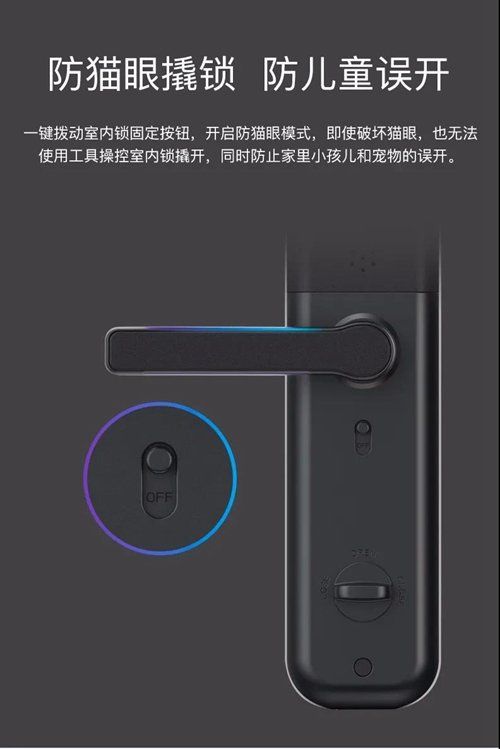 防猫眼撬锁 防儿童误开
一键拨动室内锁固定按钮，开启防猫眼模式，即使破坏猫眼，也无法
使用工具操控室内锁撬开，同时防止家里小孩儿和宠物的误开。
OFF
OFF
OPEN